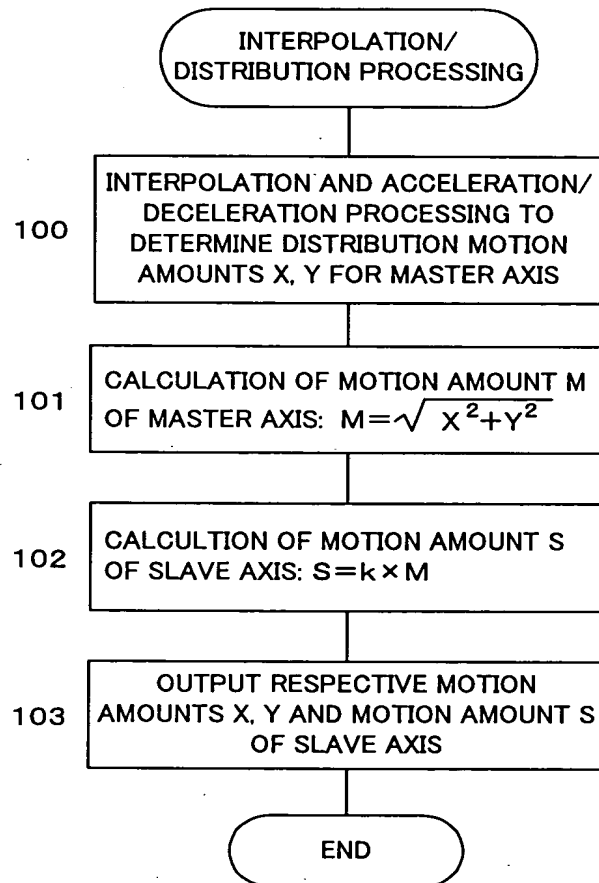 INTERPOLATION/
DISTRIBUTION PROCESSING
100
INTERPOLATION AND ACCELERATION/
DECELERATION PROCESSING TO
DETERMINE DISTRIBUTION MOTION
AMOUNTS X, Y FOR MASTER AXIS
101
CALCULATION OF MOTION AMOUNT M
OF MASTER AXIS: M=√X²+Y²
102
CALCULTION OF MOTION AMOUNT S
OF SLAVE AXIS: S=k×M
103
OUTPUT RESPECTIVE MOTION
AMOUNTS X, Y AND MOTION AMOUNT S
OF SLAVE AXIS
END